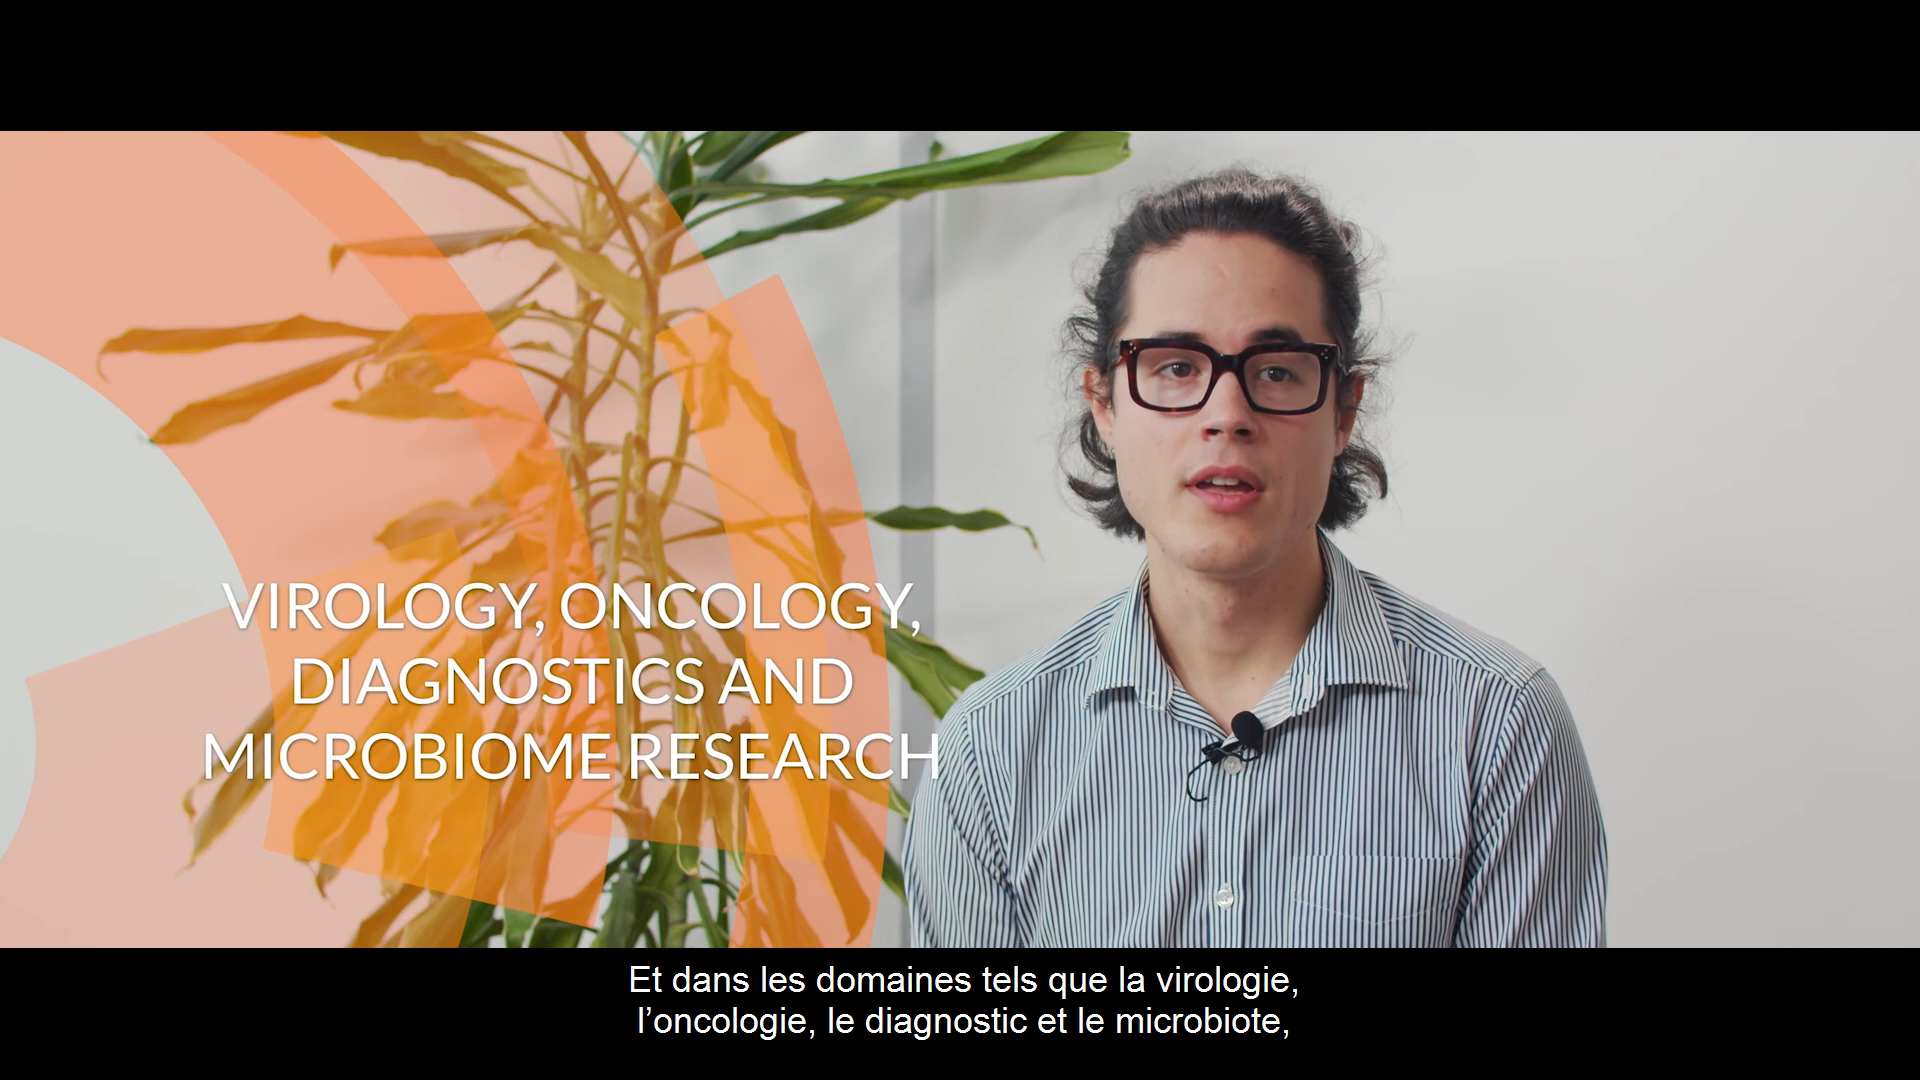 VIROLOGY, ONCOLOGY,
DIAGNOSTICS AND
MICROBIOME RESEARCH
Et dans les domaines tels que la virologie,
l’oncologie, le diagnostic et le microbiote,